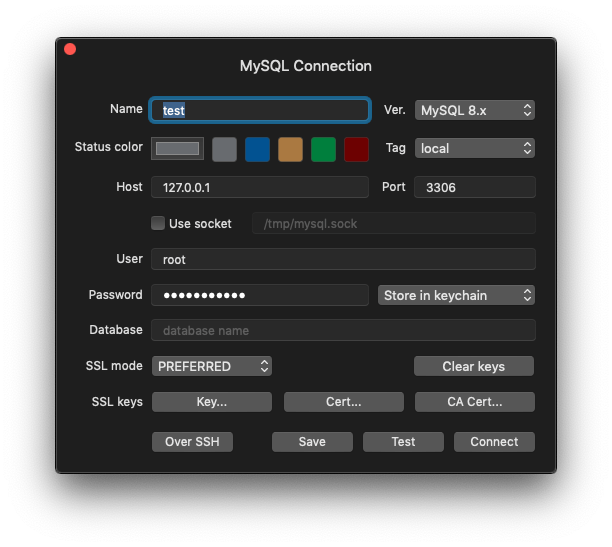 MySQL Connection
Name test Ver. MySQL 8.x
Status color Tag local
Host 127.0.0.1 Port 3306
Use socket /tmp/mysql.sock
User root
Password ●●●●●●●●●●● Store in keychain
Database database name
SSL mode PREFERRED Clear keys
SSL keys Key... Cert... CA Cert...
Over SSH Save Test Connect